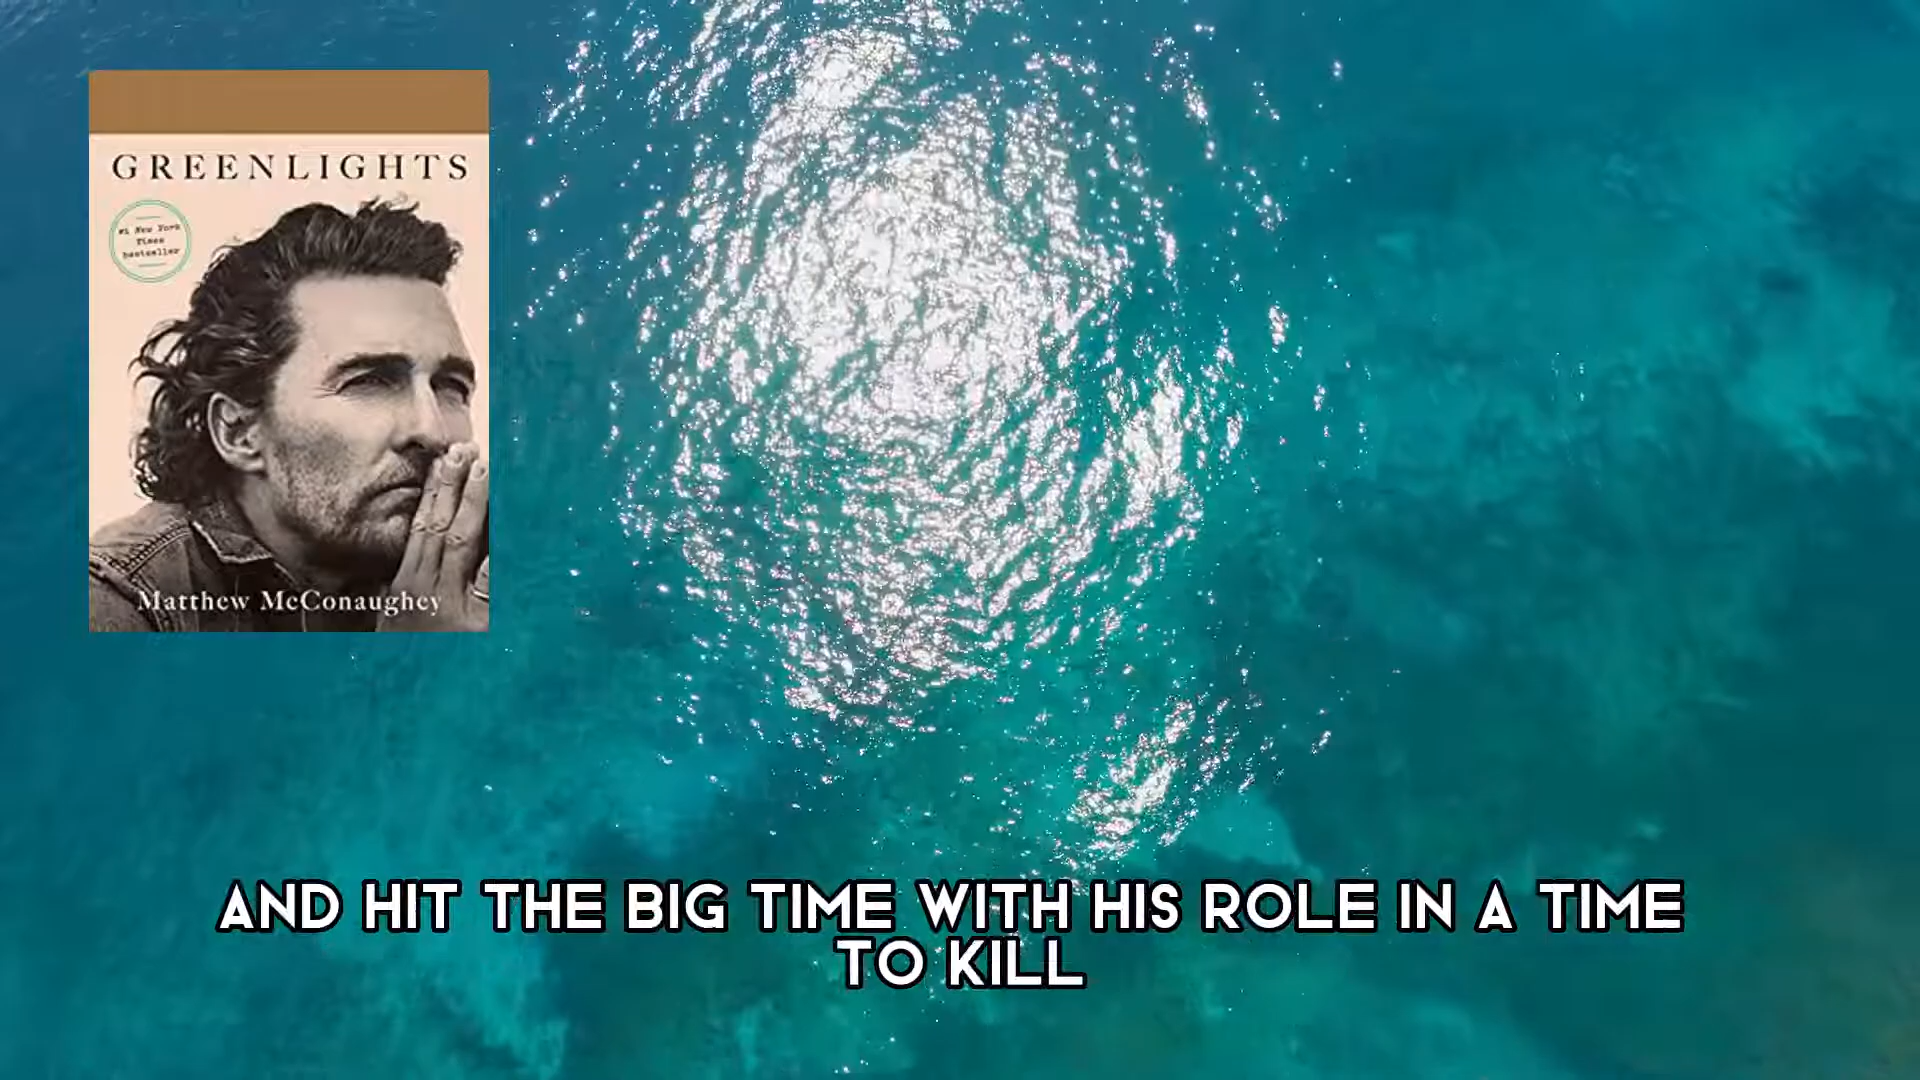 GREENLIGHTS
#1 New York
Times
bestseller
Matthew McConaughey
AND HIT THE BIG TIME WITH HIS ROLE IN A TIME
TO KILL